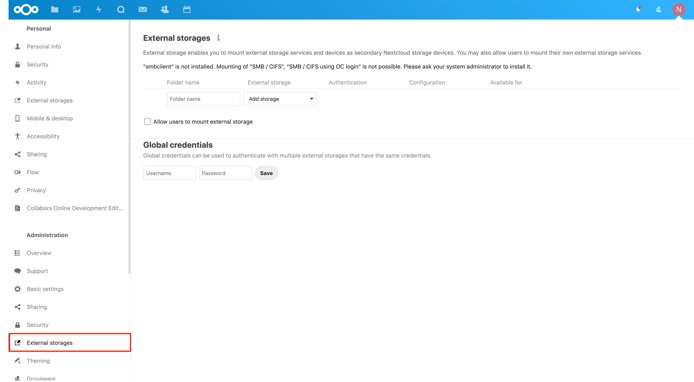 N
Personal
Personal info
Security
Activity
External storages
Mobile & desktop
Accessibility
Sharing
Flow
Privacy
Collabora Online Development Edit...
Administration
Overview
Support
Basic settings
Sharing
Security
External storages
Theming
Groupware
External storages
External storage enables you to mount external storage services and devices as secondary Nextcloud storage devices. You may also allow users to mount their own external storage services.
"smbclient" is not installed. Mounting of "SMB / CIFS", "SMB / CIFS using OC login" is not possible. Please ask your system administrator to install it.
Folder name External storage Authentication Configuration Available for
Folder name Add storage
Allow users to mount external storage
Global credentials
Global credentials can be used to authenticate with multiple external storages that have the same credentials.
Username Password Save